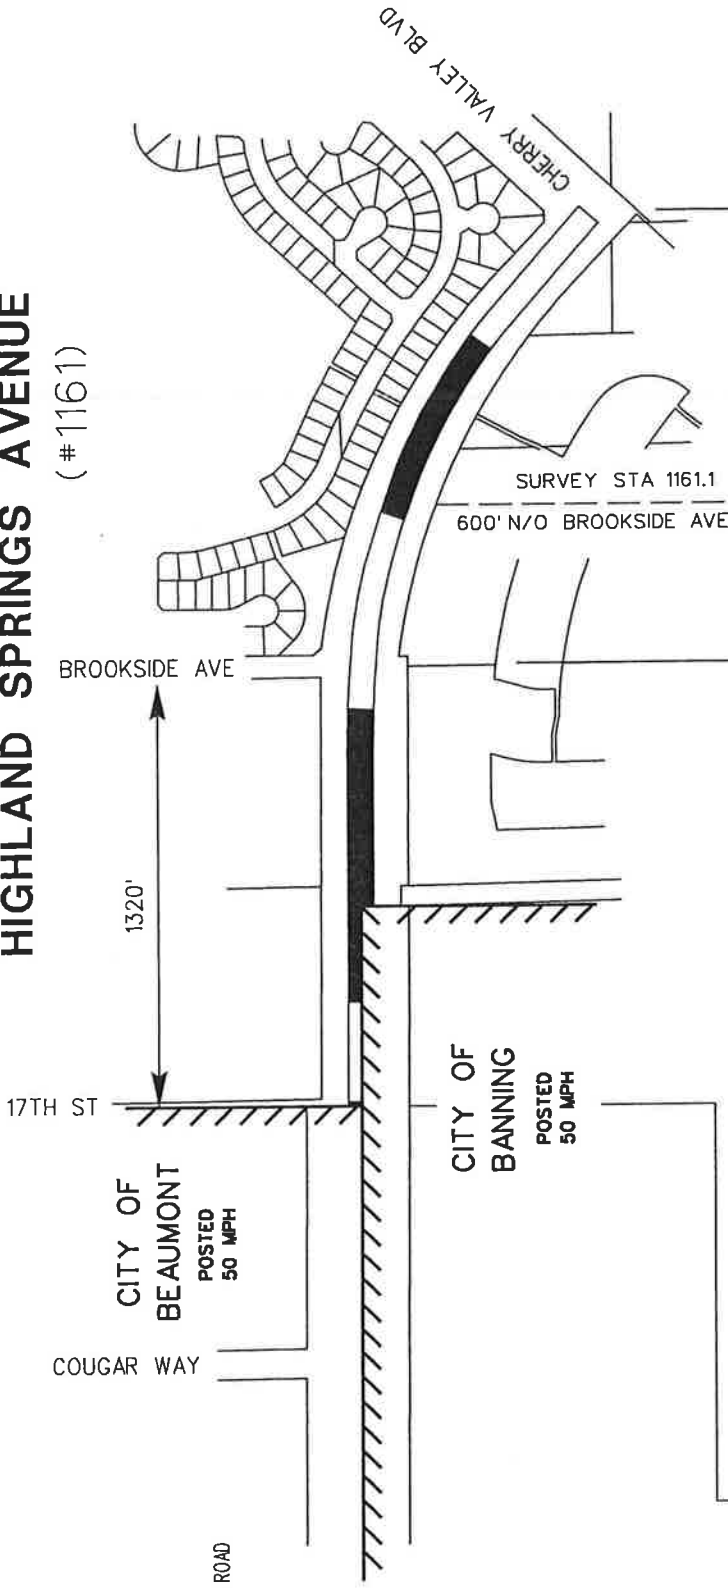 HIGHLAND SPRINGS AVENUE
(#1161)
CHERRY VALLEY BLVD
SURVEY STA 1161.1
600' N/O BROOKSIDE AVE
BROOKSIDE AVE
1320'
17TH ST
CITY OF
BEAUMONT
POSTED
50 MPH
CITY OF
BANNING
POSTED
50 MPH
COUGAR WAY
ROAD